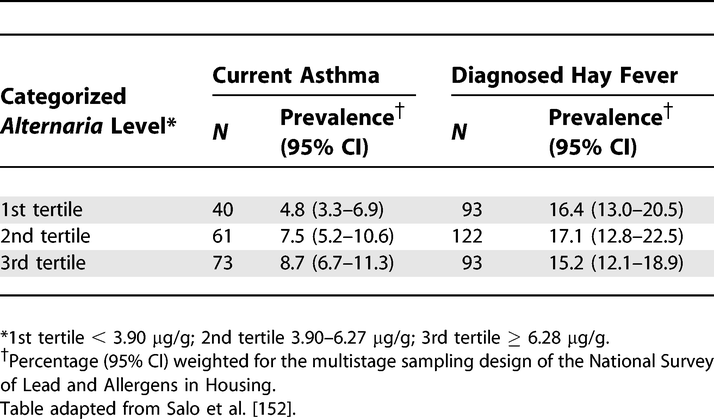 Current Asthma Diagnosed Hay Fever
Categorized
Alternaria Level*
N Prevalence† (95% CI) N Prevalence† (95% CI)
1st tertile 40 4.8 (3.3–6.9) 93 16.4 (13.0–20.5)
2nd tertile 61 7.5 (5.2–10.6) 122 17.1 (12.8–22.5)
3rd tertile 73 8.7 (6.7–11.3) 93 15.2 (12.1–18.9)
*1st tertile < 3.90 μg/g; 2nd tertile 3.90–6.27 μg/g; 3rd tertile ≥ 6.28 μg/g.
†Percentage (95% CI) weighted for the multistage sampling design of the National Survey
of Lead and Allergens in Housing.
Table adapted from Salo et al. [152].